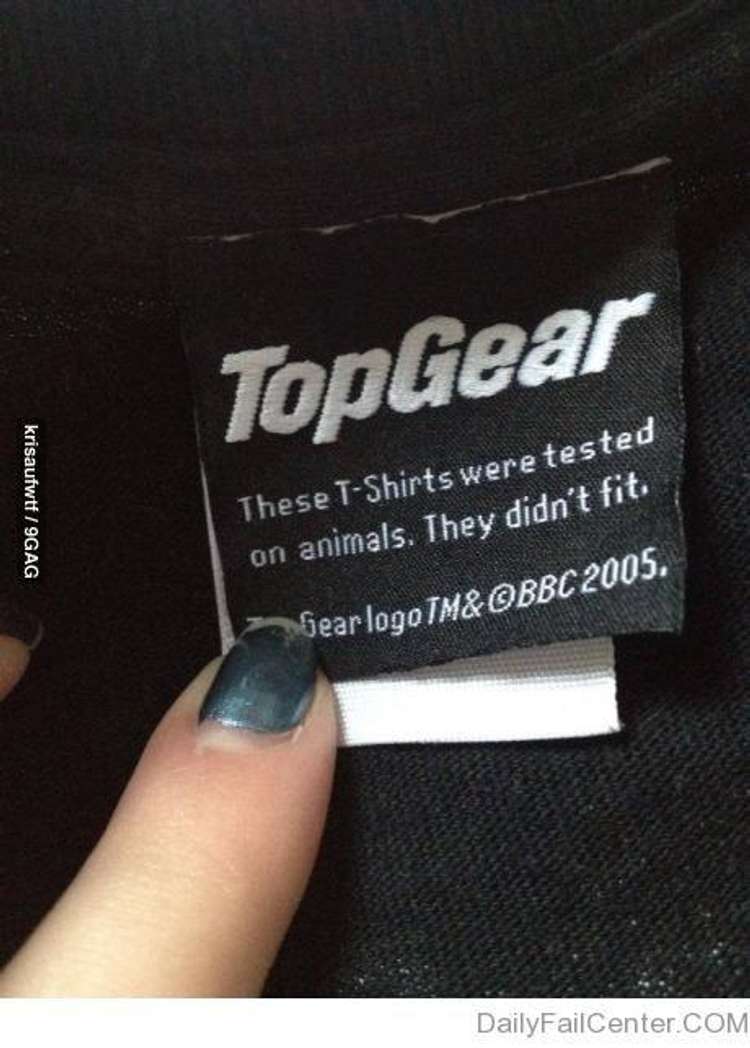 TopGear
These T-Shirts were tested
on animals. They didn't fit.
Gear logo TM & © BBC 2005.
krisaufwtf / 9GAG
DailyFailCenter.COM